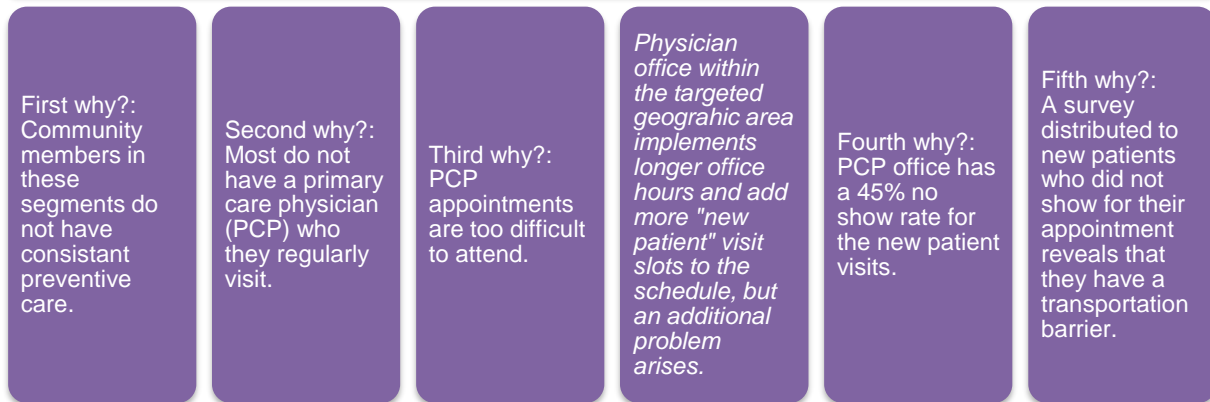 First why?:
Community
members in
these
segments do
not have
consistant
preventive
care.
Second why?:
Most do not
have a primary
care physician
(PCP) who
they regularly
visit.
Third why?:
PCP
appointments
are too difficult
to attend.
Physician
office within
the targeted
geograhic area
implements
longer office
hours and add
more "new
patient" visit
slots to the
schedule, but
an additional
problem
arises.
Fourth why?:
PCP office has
a 45% no
show rate for
the new patient
visits.
Fifth why?:
A survey
distributed to
new patients
who did not
show for their
appointment
reveals that
they have a
transportation
barrier.